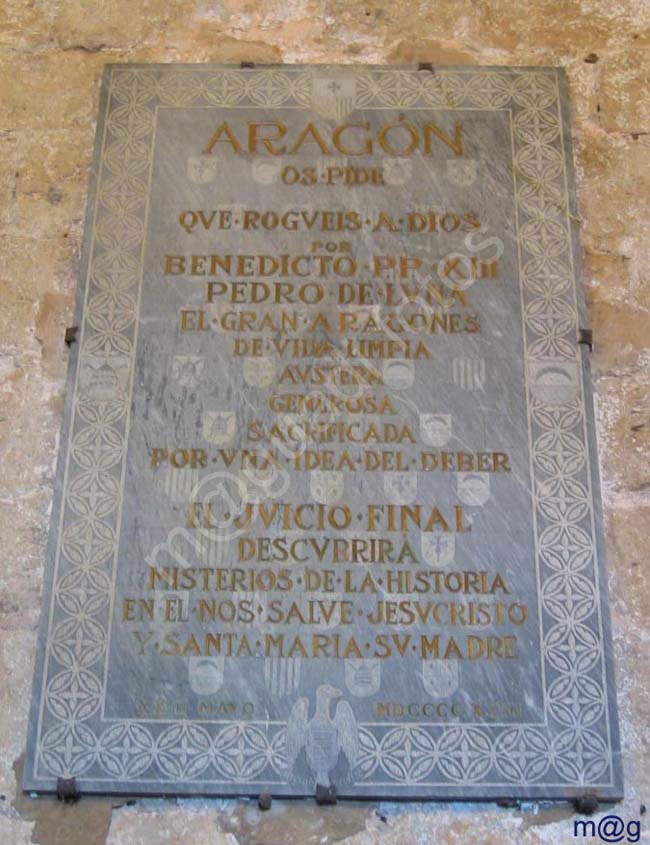 ARAGÓN
OS·PIDE
QVE·ROGVEIS·A·DIOS
POR
BENEDICTO·P.P.·XIII
PEDRO·DE·LVNA
EL·GRAN·ARAGONES
DE·VIDA·LIMPIA
AVSTERA
GENEROSA
SACRIFICADA
POR·VNA·IDEA·DEL·DEBER
EL·JVICIO·FINAL
DESCVBRIRÁ
MISTERIOS·DE·LA·HISTORIA
EN·EL·NOS·SALVE·JESVCRISTO
Y·SANTA·MARIA·SV·MADRE
MAYO
m@g